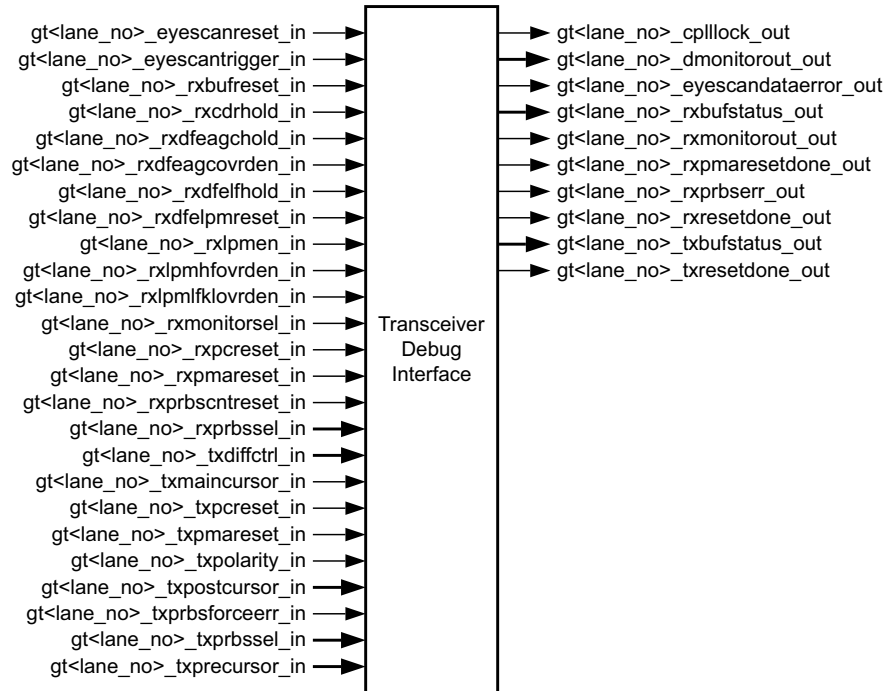 gt<lane_no>_eyescanreset_in
gt<lane_no>_eyescantrigger_in
gt<lane_no>_rxbufreset_in
gt<lane_no>_rxcdrhold_in
gt<lane_no>_rxdfeagchold_in
gt<lane_no>_rxdfeagcovrden_in
gt<lane_no>_rxdfelfhold_in
gt<lane_no>_rxdfelpmreset_in
gt<lane_no>_rxlpmen_in
gt<lane_no>_rxlpmhfovrden_in
gt<lane_no>_rxlpmlfklovrden_in
gt<lane_no>_rxmonitorsel_in
gt<lane_no>_rxpcreset_in
gt<lane_no>_rxpmareset_in
gt<lane_no>_rxprbscntreset_in
gt<lane_no>_rxprbssel_in
gt<lane_no>_txdiffctrl_in
gt<lane_no>_txmaincursor_in
gt<lane_no>_txpcreset_in
gt<lane_no>_txpmareset_in
gt<lane_no>_txpolarity_in
gt<lane_no>_txpostcursor_in
gt<lane_no>_txprbsforceerr_in
gt<lane_no>_txprbssel_in
gt<lane_no>_txprecursor_in
Transceiver
Debug
Interface
gt<lane_no>_cplllock_out
gt<lane_no>_dmonitorout_out
gt<lane_no>_eyescandataerror_out
gt<lane_no>_rxbufstatus_out
gt<lane_no>_rxmonitorout_out
gt<lane_no>_rxpmaresetdone_out
gt<lane_no>_rxprbserr_out
gt<lane_no>_rxresetdone_out
gt<lane_no>_txbufstatus_out
gt<lane_no>_txresetdone_out